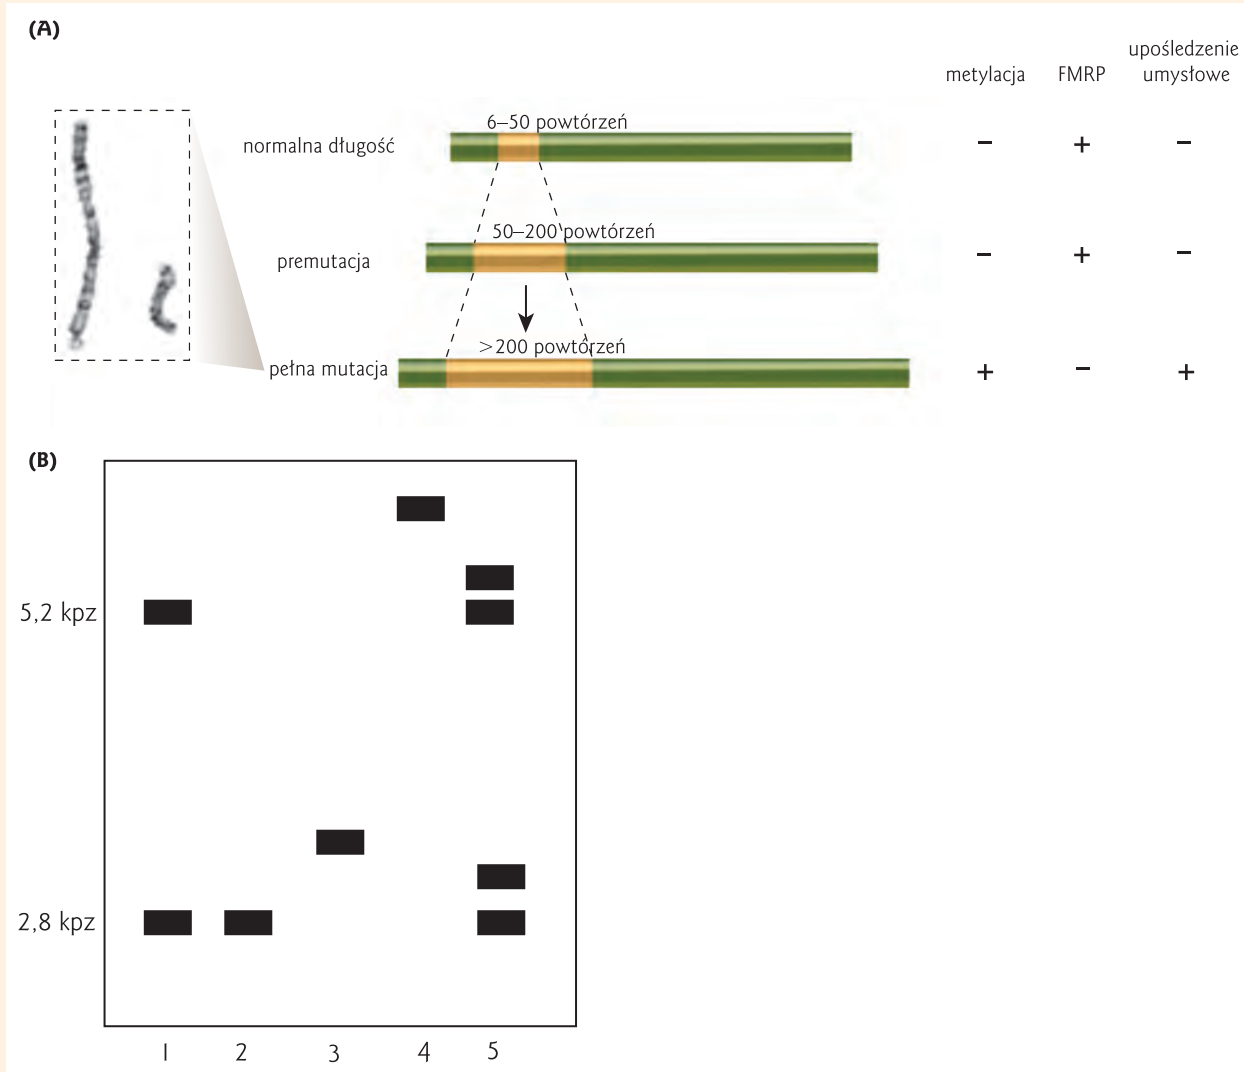 (A)
metylacja FMRP upośledzenie umysłowe
6–50 powtórzeń
normalna długość – + –
50–200 powtórzeń
premutacja – + –
>200 powtórzeń
pełna mutacja + – +
(B)
5,2 kpz
2,8 kpz
1 2 3 4 5